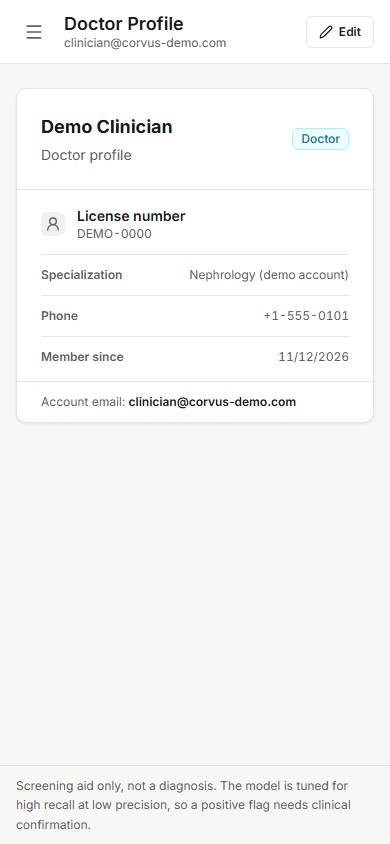 Doctor Profile
clinician@corvus-demo.com
Edit
Demo Clinician
Doctor profile
Doctor
License number
DEMO-0000
Specialization Nephrology (demo account)
Phone +1-555-0101
Member since 11/12/2026
Account email: clinician@corvus-demo.com
Screening aid only, not a diagnosis. The model is tuned for
high recall at low precision, so a positive flag needs clinical
confirmation.